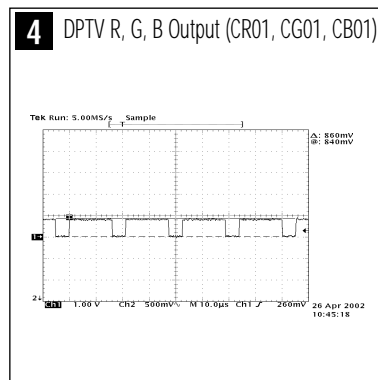 4 DPTV R, G, B Output (CR01, CG01, CB01)
Tek Run: 5.00MS/s Sample
T
Δ: 860mV
@: 840mV
1
2
Ch1 1.00 V Ch2 500mV M 10.0µs Ch1 260mV
26 Apr 2002
10:45:18